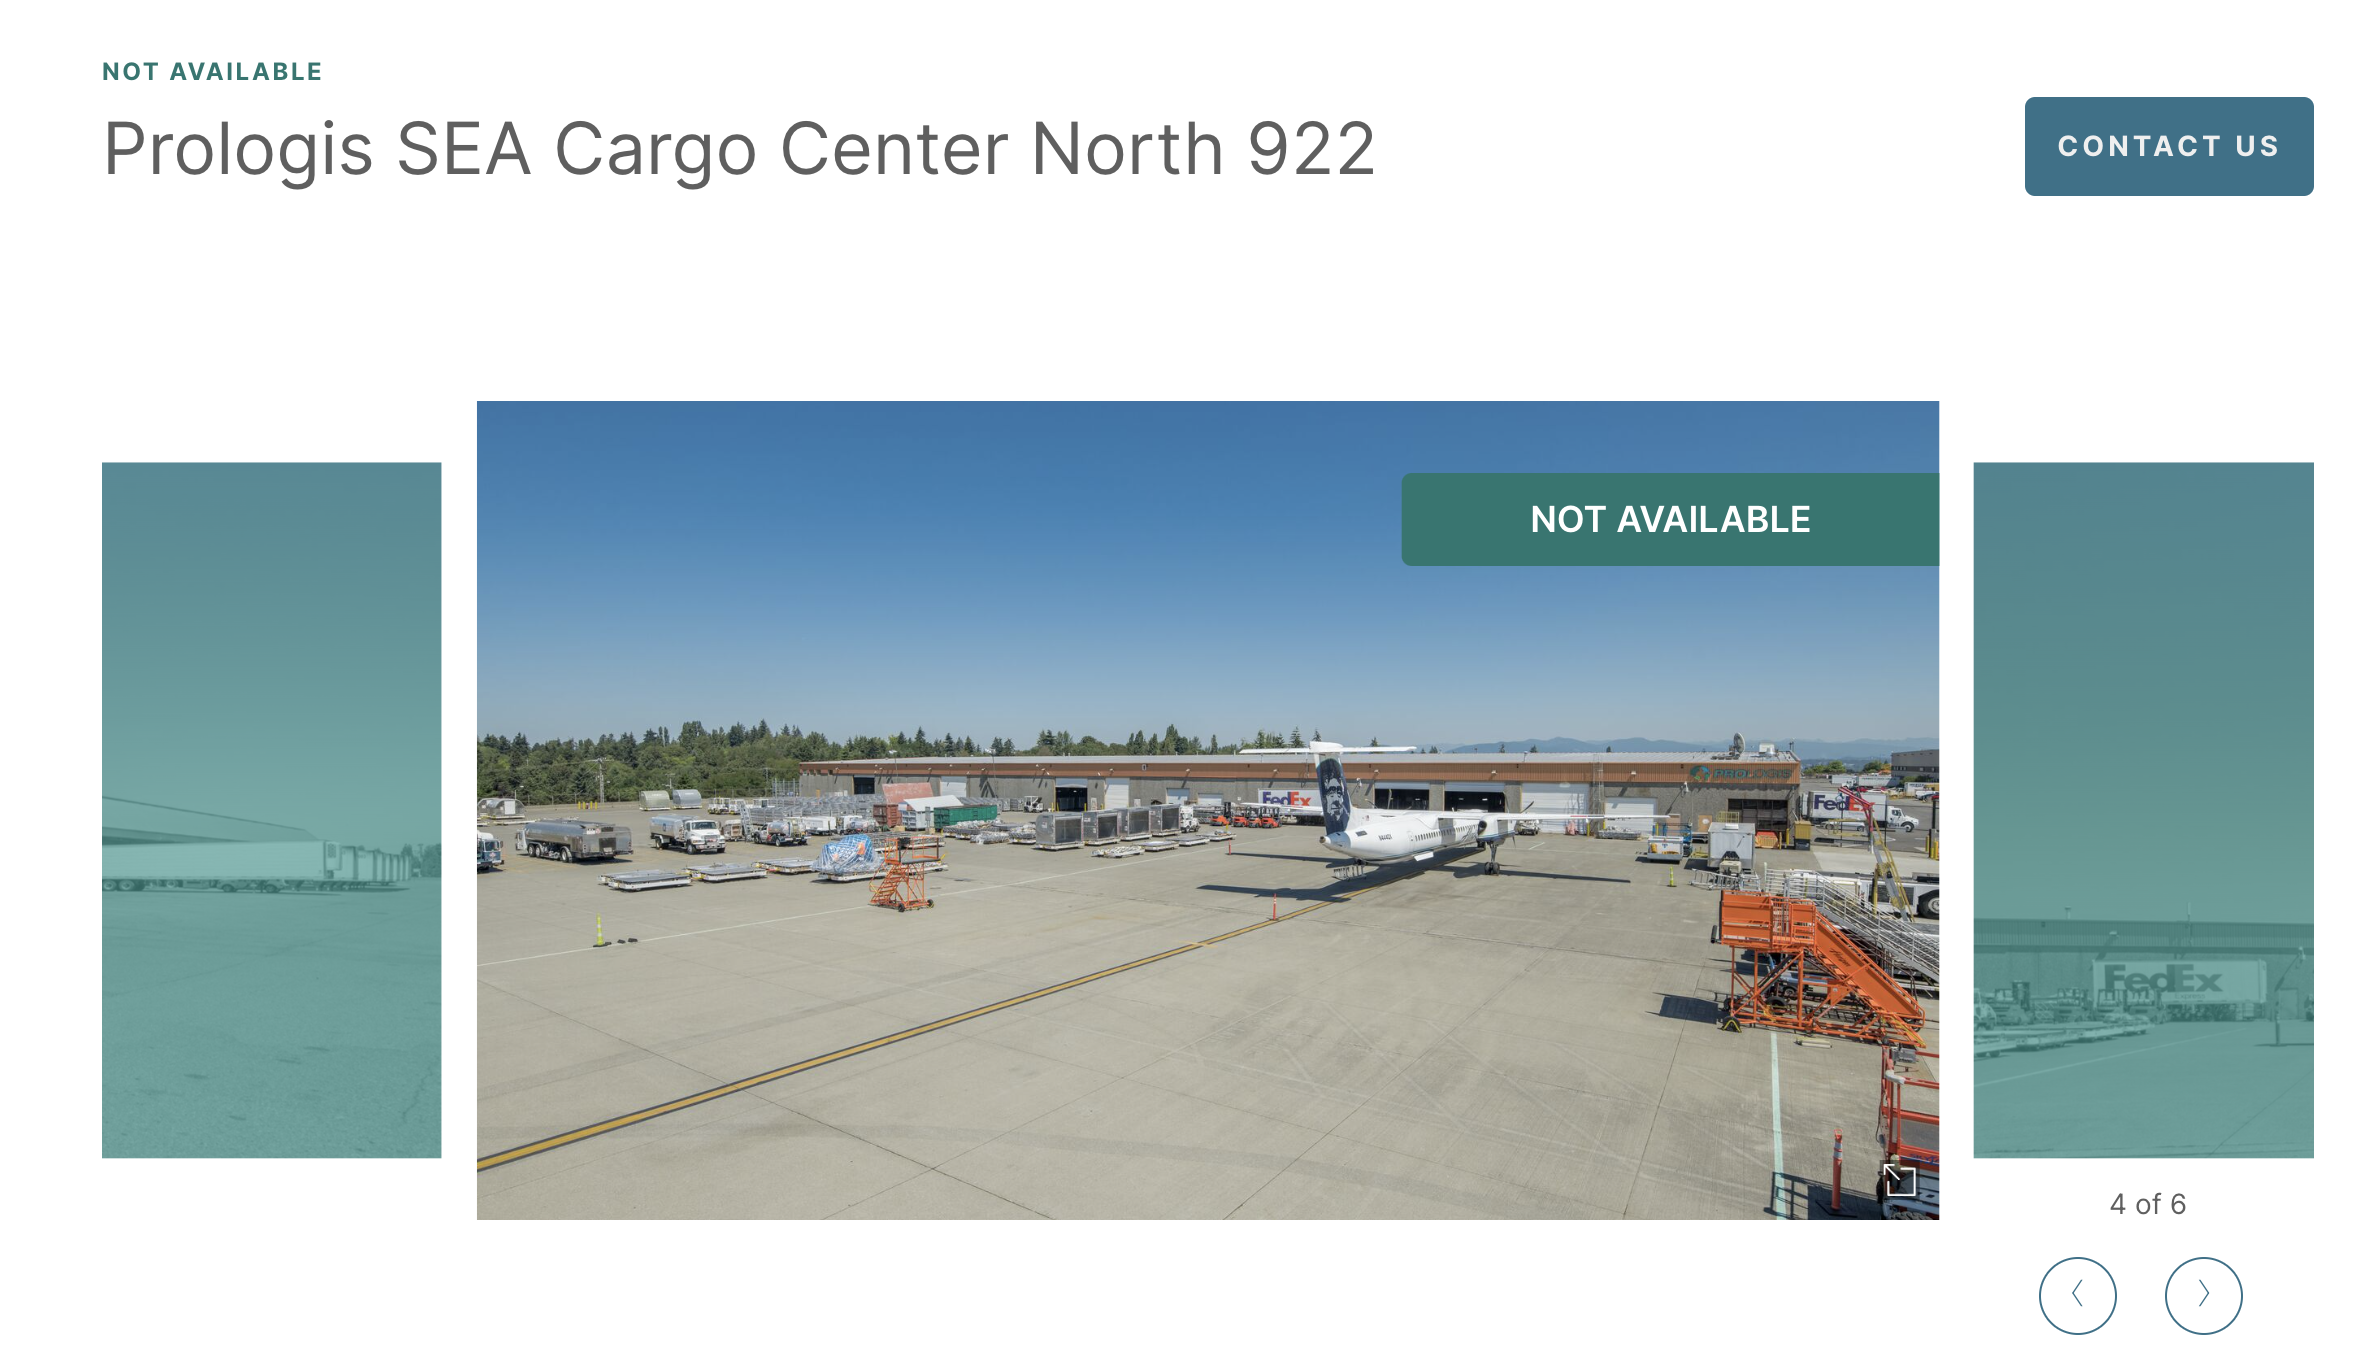 NOT AVAILABLE
Prologis SEA Cargo Center North 922
CONTACT US
NOT AVAILABLE
PROLOGIS
FedEx
FedEx
FedEx
4 of 6